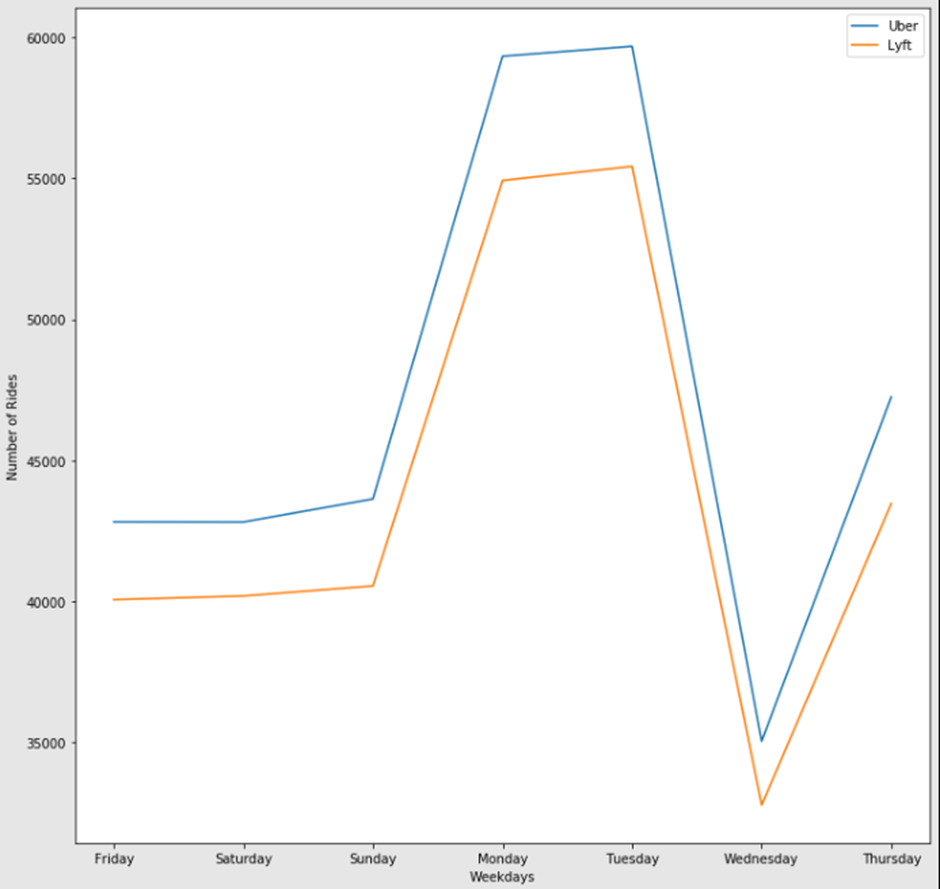 Uber
Lyft
60000
55000
50000
45000
40000
35000
Number of Rides
Friday Saturday Sunday Monday Tuesday Wednesday Thursday
Weekdays